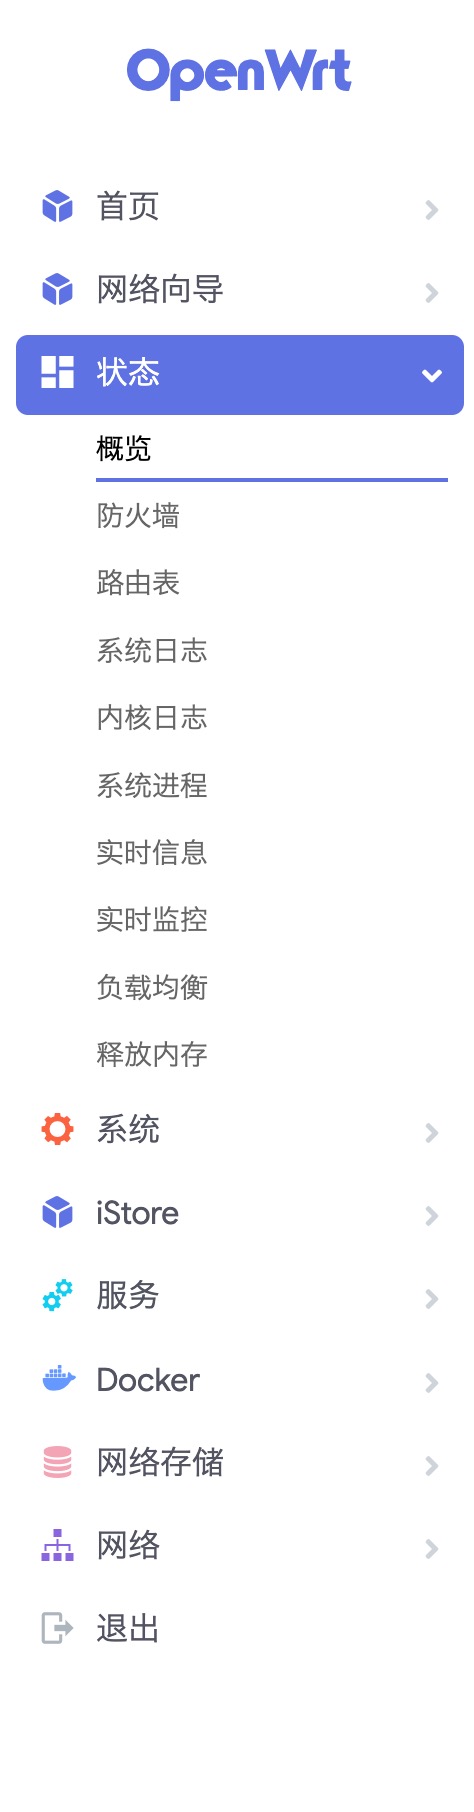 OpenWrt
首页
网络向导
状态
概览
防火墙
路由表
系统日志
内核日志
系统进程
实时信息
实时监控
负载均衡
释放内存
系统
iStore
服务
Docker
网络存储
网络
退出